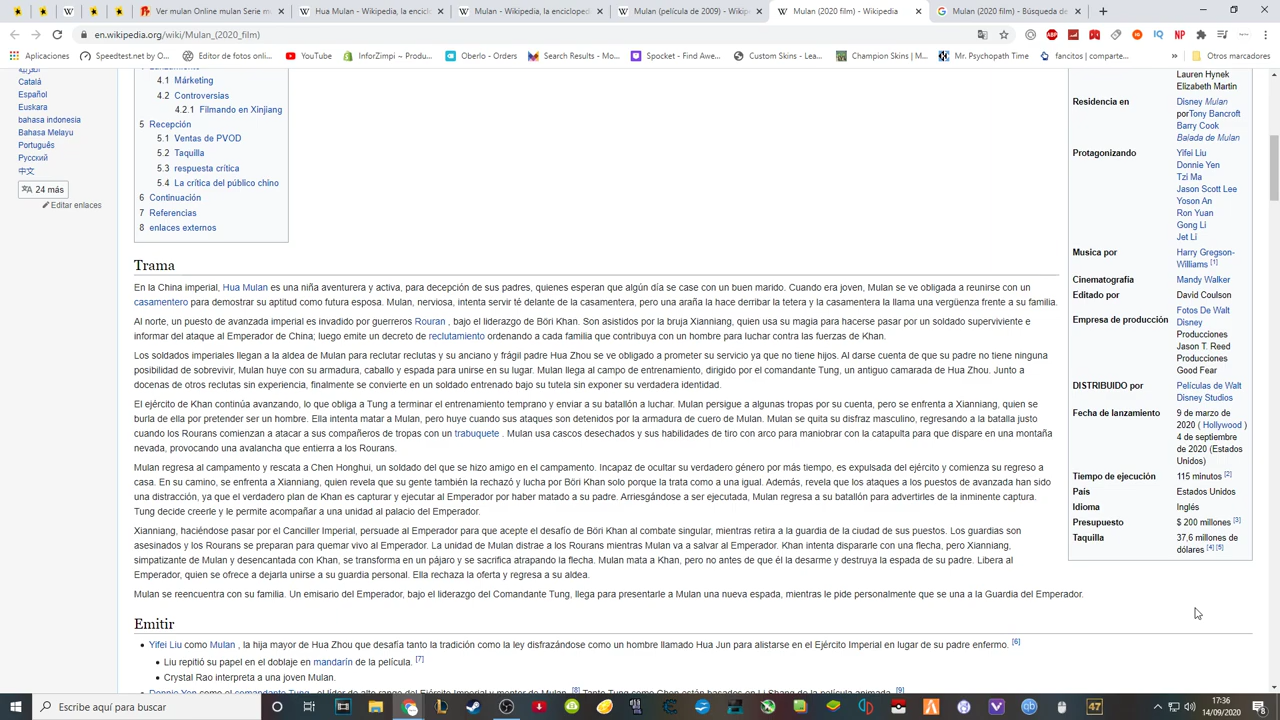 Ver mulan Online mulan Serie m
Hua Mulan - Wikipedia, la enciclo
Mulan - Wikipedia, la encicloped
Mulan (película de 2009) - Wikip
Mulan (2020 film) - Wikipedia
Mulan (2020 film) - Búsqueda de
en.wikipedia.org/wiki/Mulan_(2020_film)
Aplicaciones
Speedtest.net by O...
Editor de fotos onli...
YouTube
InforZimpi ~ Produ...
Oberlo - Orders
Search Results - Mo...
Spocket - Find Amaz...
Custom Skins - Lea...
Champion Skins | M...
Mr. Psychopath Time
fancitos | comparte...
Otros marcadores
العربية
Català
Español
Euskara
bahasa indonesia
Bahasa Melayu
Português
Русский
中文
24 más
Editar enlaces
4.1 Márketing
4.2 Controversias
4.2.1 Filmando en Xinjiang
5 Recepción
5.1 Ventas de PVOD
5.2 Taquilla
5.3 respuesta crítica
5.4 La crítica del público chino
6 Continuación
7 Referencias
8 enlaces externos
Trama
En la China imperial, Hua Mulan es una niña aventurera y activa, para decepción de sus padres, quienes esperan que algún día se case con un buen marido. Cuando era joven, Mulan se ve obligada a reunirse con un
casamentero para demostrar su aptitud como futura esposa. Mulan, nerviosa, intenta servir té delante de la casamentera, pero una araña la hace derribar la tetera y la casamentera la llama una vergüenza frente a su familia.
Al norte, un puesto de avanzada imperial es invadido por guerreros Rouran , bajo el liderazgo de Böri Khan. Son asistidos por la bruja Xianniang, quien usa su magia para hacerse pasar por un soldado superviviente e
informar del ataque al Emperador de China; luego emite un decreto de reclutamiento ordenando a cada familia que contribuya con un hombre para luchar contra las fuerzas de Khan.
Los soldados imperiales llegan a la aldea de Mulan para reclutar reclutas y su anciano y frágil padre Hua Zhou se ve obligado a prometer su servicio ya que no tiene hijos. Al darse cuenta de que su padre no tiene ninguna
posibilidad de sobrevivir, Mulan huye con su armadura, caballo y espada para unirse en su lugar. Mulan llega al campo de entrenamiento, dirigido por el comandante Tung, un antiguo camarada de Hua Zhou. Junto a
docenas de otros reclutas sin experiencia, finalmente se convierte en un soldado entrenado bajo su tutela sin exponer su verdadera identidad.
El ejército de Khan continúa avanzando, lo que obliga a Tung a terminar el entrenamiento temprano y enviar a su batallón a luchar. Mulan persigue a algunas tropas por su cuenta, pero se enfrenta a Xianniang, quien se
burla de ella por pretender ser un hombre. Ella intenta matar a Mulan, pero huye cuando sus ataques son detenidos por la armadura de cuero de Mulan. Mulan se quita su disfraz masculino, regresando a la batalla justo
cuando los Rourans comienzan a atacar a sus compañeros de tropas con un trabuquete . Mulan usa cascos desechados y sus habilidades de tiro con arco para maniobrar con la catapulta para que dispare en una montaña
nevada, provocando una avalancha que entierra a los Rourans.
Mulan regresa al campamento y rescata a Chen Honghui, un soldado del que se hizo amigo en el campamento. Incapaz de ocultar su verdadero género por más tiempo, es expulsada del ejército y comienza su regreso a
casa. En su camino, se enfrenta a Xianniang, quien revela que su gente también la rechazó y lucha por Böri Khan solo porque la trata como a una igual. Además, revela que los ataques a los puestos de avanzada han sido
una distracción, ya que el verdadero plan de Khan es capturar y ejecutar al Emperador por haber matado a su padre. Arriesgándose a ser ejecutada, Mulan regresa a su batallón para advertirles de la inminente captura.
Tung decide creerle y le permite acompañar a una unidad al palacio del Emperador.
Xianniang, haciéndose pasar por el Canciller Imperial, persuade al Emperador para que acepte el desafío de Böri Khan al combate singular, mientras retira a la guardia de la ciudad de sus puestos. Los guardias son
asesinados y los Rourans se preparan para quemar vivo al Emperador. La unidad de Mulan distrae a los Rourans mientras Mulan va a salvar al Emperador. Khan intenta dispararle con una flecha, pero Xianniang,
simpatizante de Mulan y desencantada con Khan, se transforma en un pájaro y se sacrifica atrapando la flecha. Mulan mata a Khan, pero no antes de que él la desarme y destruya la espada de su padre. Libera al
Emperador, quien se ofrece a dejarla unirse a su guardia personal. Ella rechaza la oferta y regresa a su aldea.
Mulan se reencuentra con su familia. Un emisario del Emperador, bajo el liderazgo del Comandante Tung, llega para presentarle a Mulan una nueva espada, mientras le pide personalmente que se una a la Guardia del Emperador.
Emitir
Yifei Liu como Mulan , la hija mayor de Hua Zhou que desafía tanto la tradición como la ley disfrazándose como un hombre llamado Hua Jun para alistarse en el Ejército Imperial en lugar de su padre enfermo. [6]
Liu repitió su papel en el doblaje en mandarín de la película. [7]
Crystal Rao interpreta a una joven Mulan.
Donnie Yen como el comandante Tung, el líder de alto rango del Ejército Imperial y mentor de Mulan. [8] Tanto Tung como Chen están basados en Li Shang de la película animada. [9]
Lauren Hynek
Elizabeth Martin
Residencia en
Disney Mulan
porTony Bancroft
Barry Cook
Balada de Mulan
Protagonizando
Yifei Liu
Donnie Yen
Tzi Ma
Jason Scott Lee
Yoson An
Ron Yuan
Gong Li
Jet Li
Musica por
Harry Gregson-
Williams [1]
Cinematografia
Mandy Walker
Editado por
David Coulson
Empresa de producción
Fotos De Walt
Disney
Producciones
Jason T. Reed
Producciones
Good Fear
DISTRIBUIDO por
Películas de Walt
Disney Studios
Fecha de lanzamiento
9 de marzo de
2020 ( Hollywood )
4 de septiembre
de 2020 (Estados
Unidos)
Tiempo de ejecución
115 minutos [2]
País
Estados Unidos
Idioma
Inglés
Presupuesto
$ 200 millones [3]
Taquilla
37,6 millones de
dólares [4] [5]
Escribe aquí para buscar
47
17:36
14/09/2020